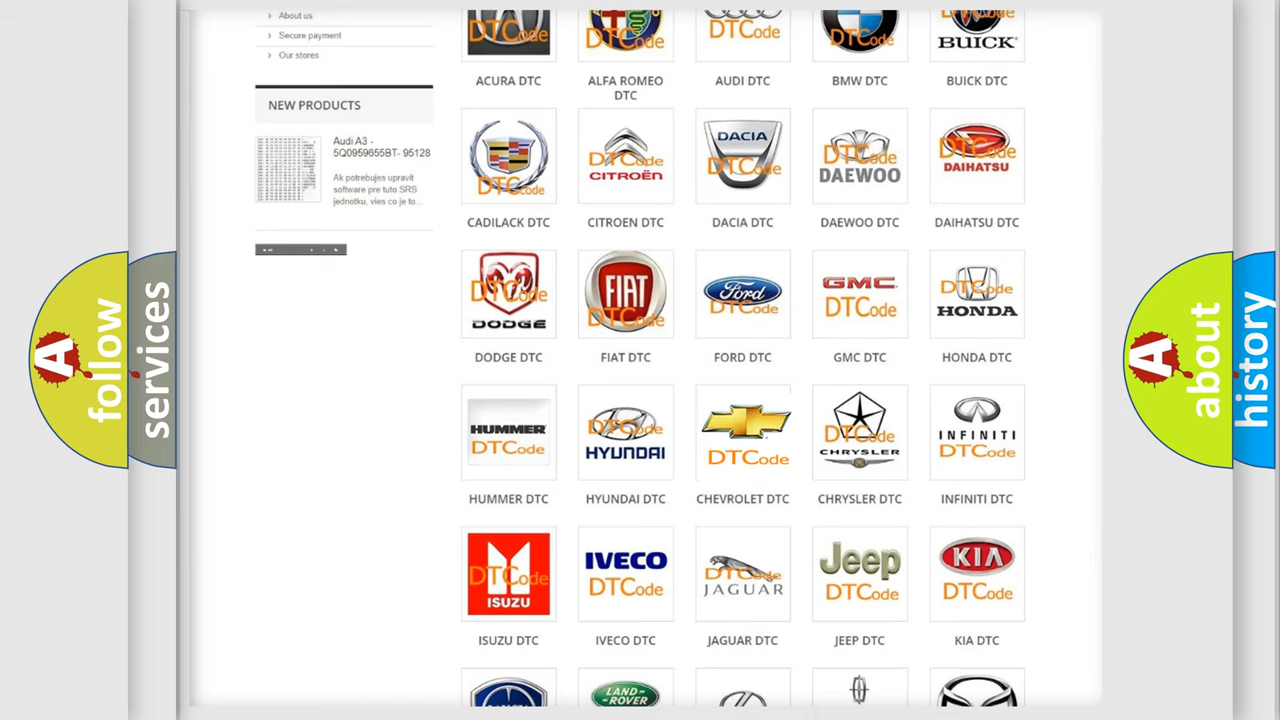 About us
Secure payment
Our stores
NEW PRODUCTS
Audi A3 -
5Q0959655BT- 95128
Ak potrebujes upravit
software pre tuto SRS
jednotku, vies co je to...
DTCode
DTCode
DTCode
DTCode
BUICK
ACURA DTC
ALFA ROMEO
DTC
AUDI DTC
BMW DTC
BUICK DTC
DTCode
DTCode
CITROËN
DACIA
DTCode
DTCode
DAEWOO
DTCode
DAIHATSU
CADILACK DTC
CITROEN DTC
DACIA DTC
DAEWOO DTC
DAIHATSU DTC
DTCode
DODGE
FIAT
DTCode
Ford
DTCode
GMC
DTCode
DTCode
HONDA
DODGE DTC
FIAT DTC
FORD DTC
GMC DTC
HONDA DTC
HUMMER
DTCode
DTCode
HYUNDAI
DTCode
DTCode
CHRYSLER
INFINITI
DTCode
HUMMER DTC
HYUNDAI DTC
CHEVROLET DTC
CHRYSLER DTC
INFINITI DTC
DTCode
ISUZU
IVECO
DTCode
DTCode
JAGUAR
Jeep
DTCode
KIA
DTCode
ISUZU DTC
IVECO DTC
JAGUAR DTC
JEEP DTC
KIA DTC
LAND-
ROVER
A
follow
services
A
about
history